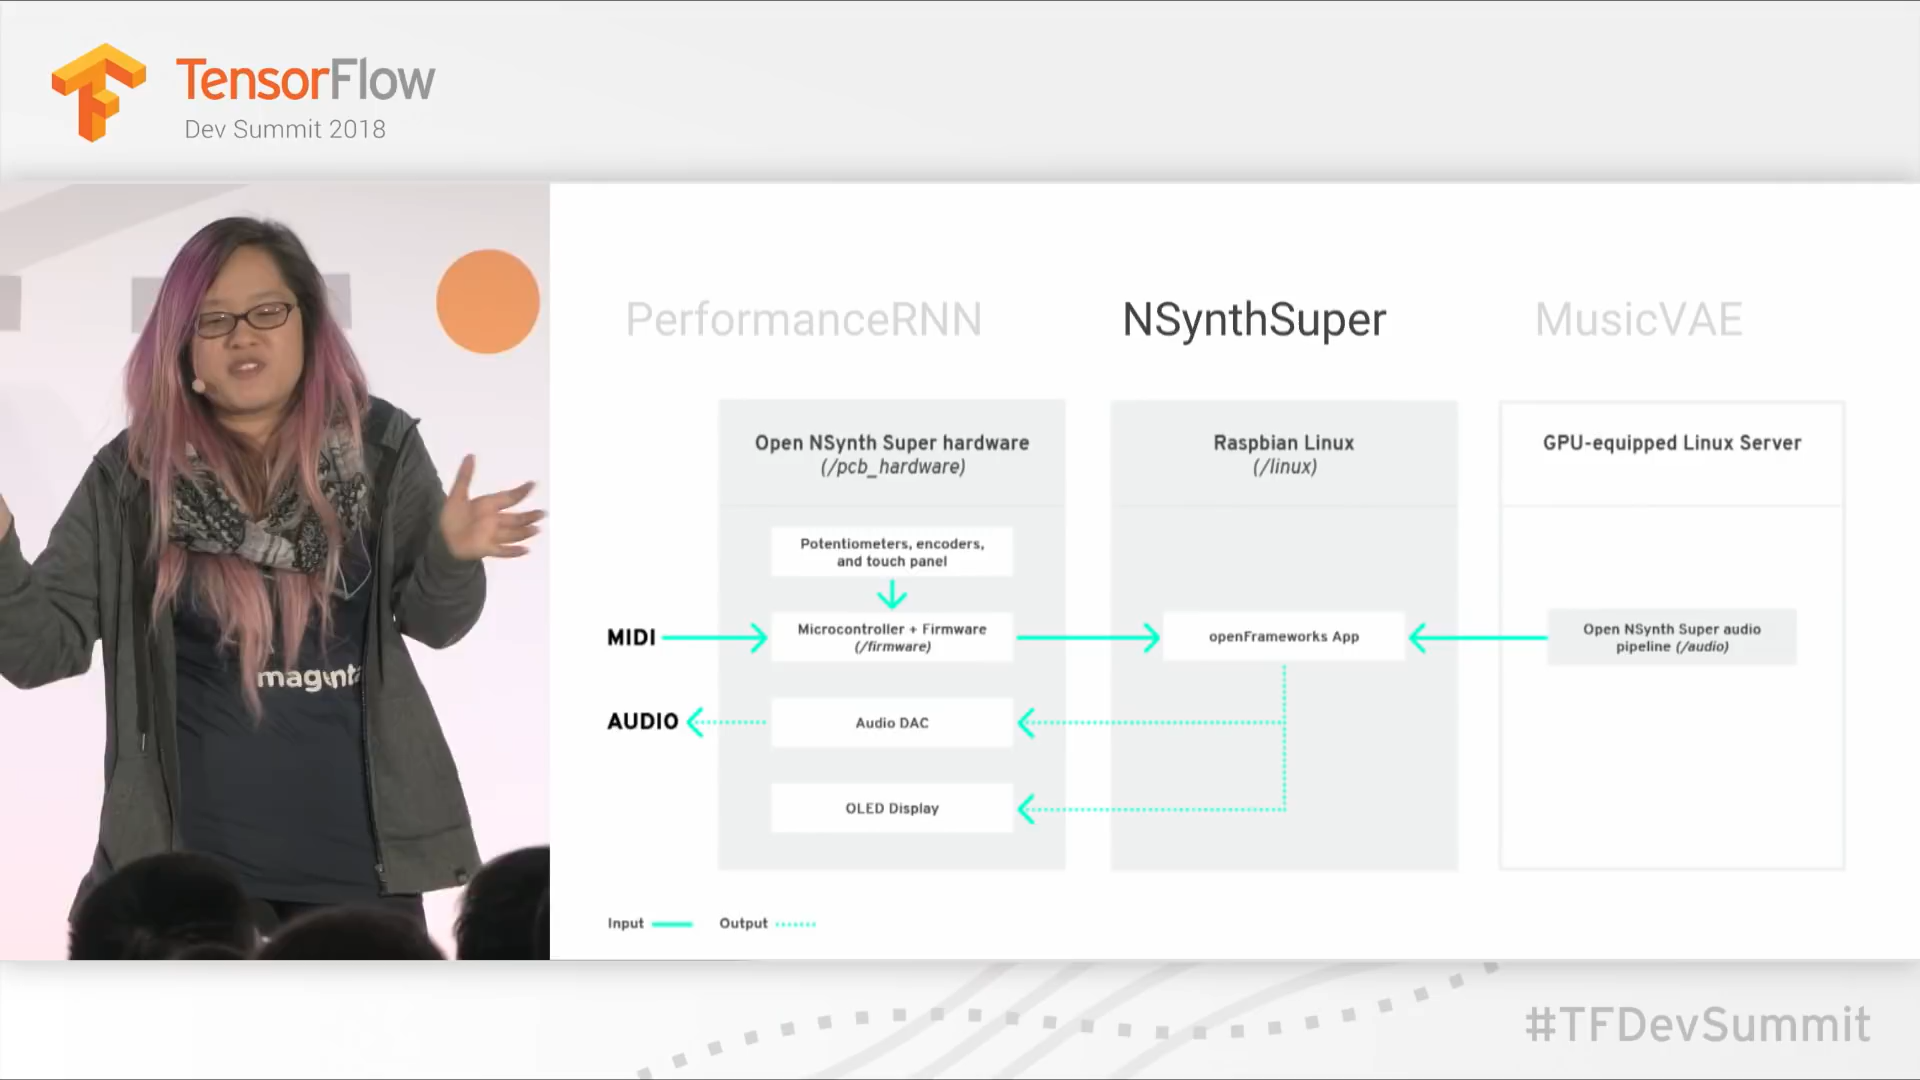 TensorFlow
Dev Summit 2018
PerformanceRNN
NSynthSuper
MusicVAE
Open NSynth Super hardware
(/pcb_hardware)
Raspbian Linux
(/linux)
GPU-equipped Linux Server
Potentiometers, encoders,
and touch panel
MIDI
Microcontroller + Firmware
(/firmware)
openFrameworks App
Open NSynth Super audio
pipeline (/audio)
AUDIO
Audio DAC
OLED Display
Input
Output
magenta
#TFDevSummit